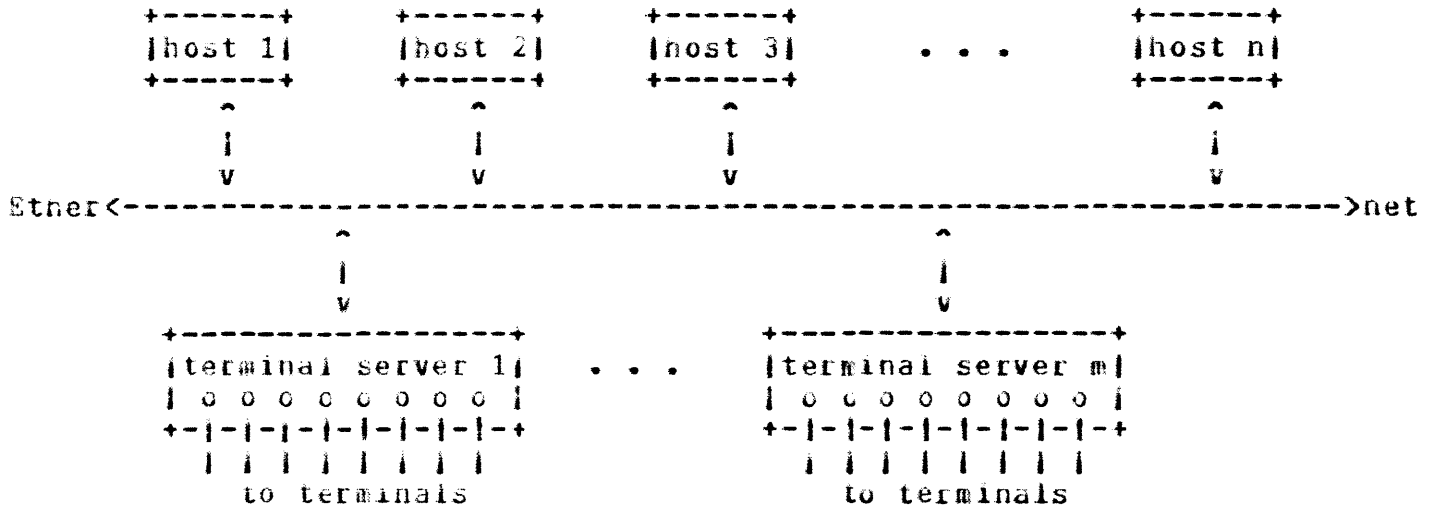 host 1 host 2 host 3 . . . host n
Ether<--->net
terminal server 1 . . . terminal server m
o o o o o o o o o o o o o o o o
to terminals to terminals